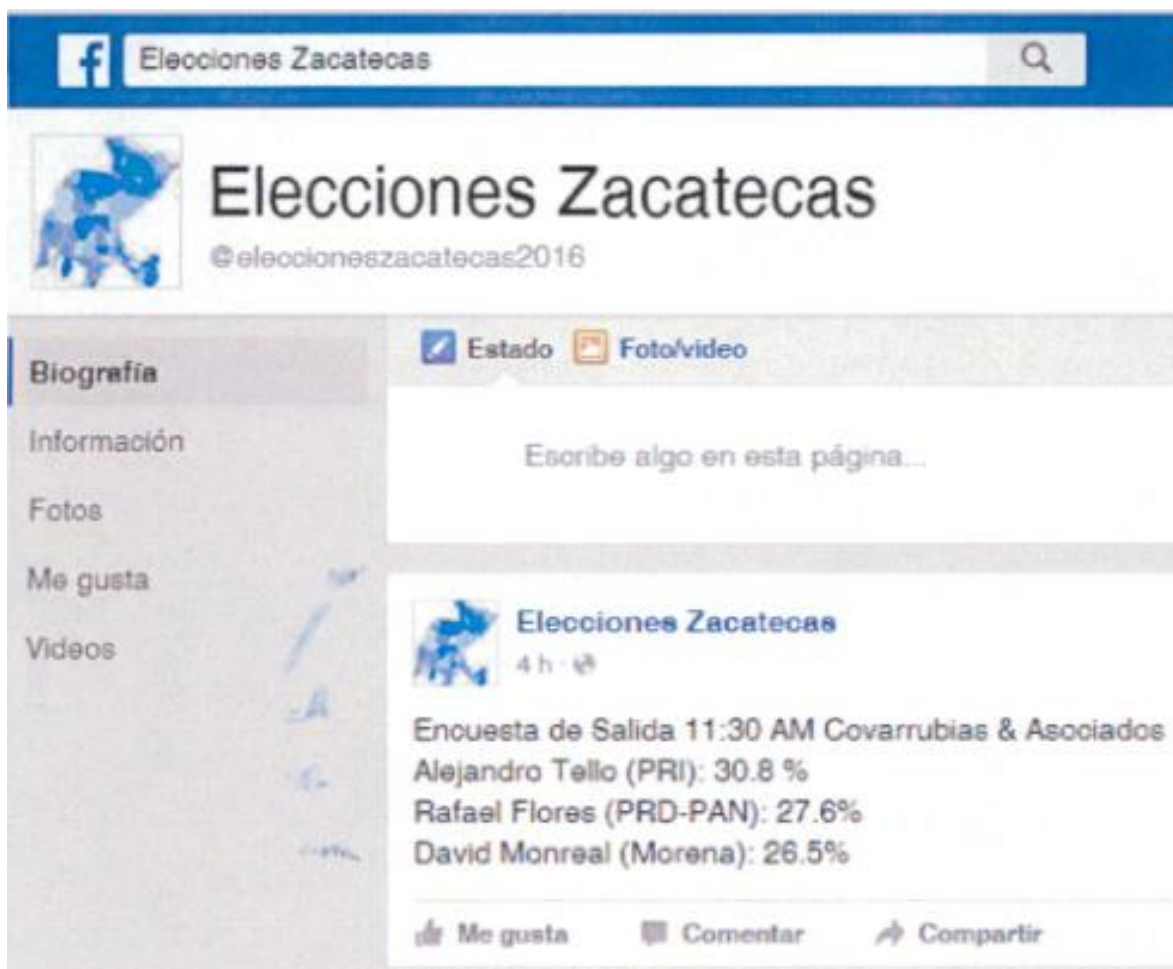 f
Elecciones Zacatecas
Elecciones Zacatecas
@eleccioneszacatecas2016
Biografía
Información
Fotos
Me gusta
Videos
Estado Foto/video
Escribe algo en esta página...
Elecciones Zacatecas
4 h
Encuesta de Salida 11:30 AM Covarrubias & Asociados
Alejandro Tello (PRI): 30.8 %
Rafael Flores (PRD-PAN): 27.6%
David Monreal (Morena): 26.5%
Me gusta Comentar Compartir